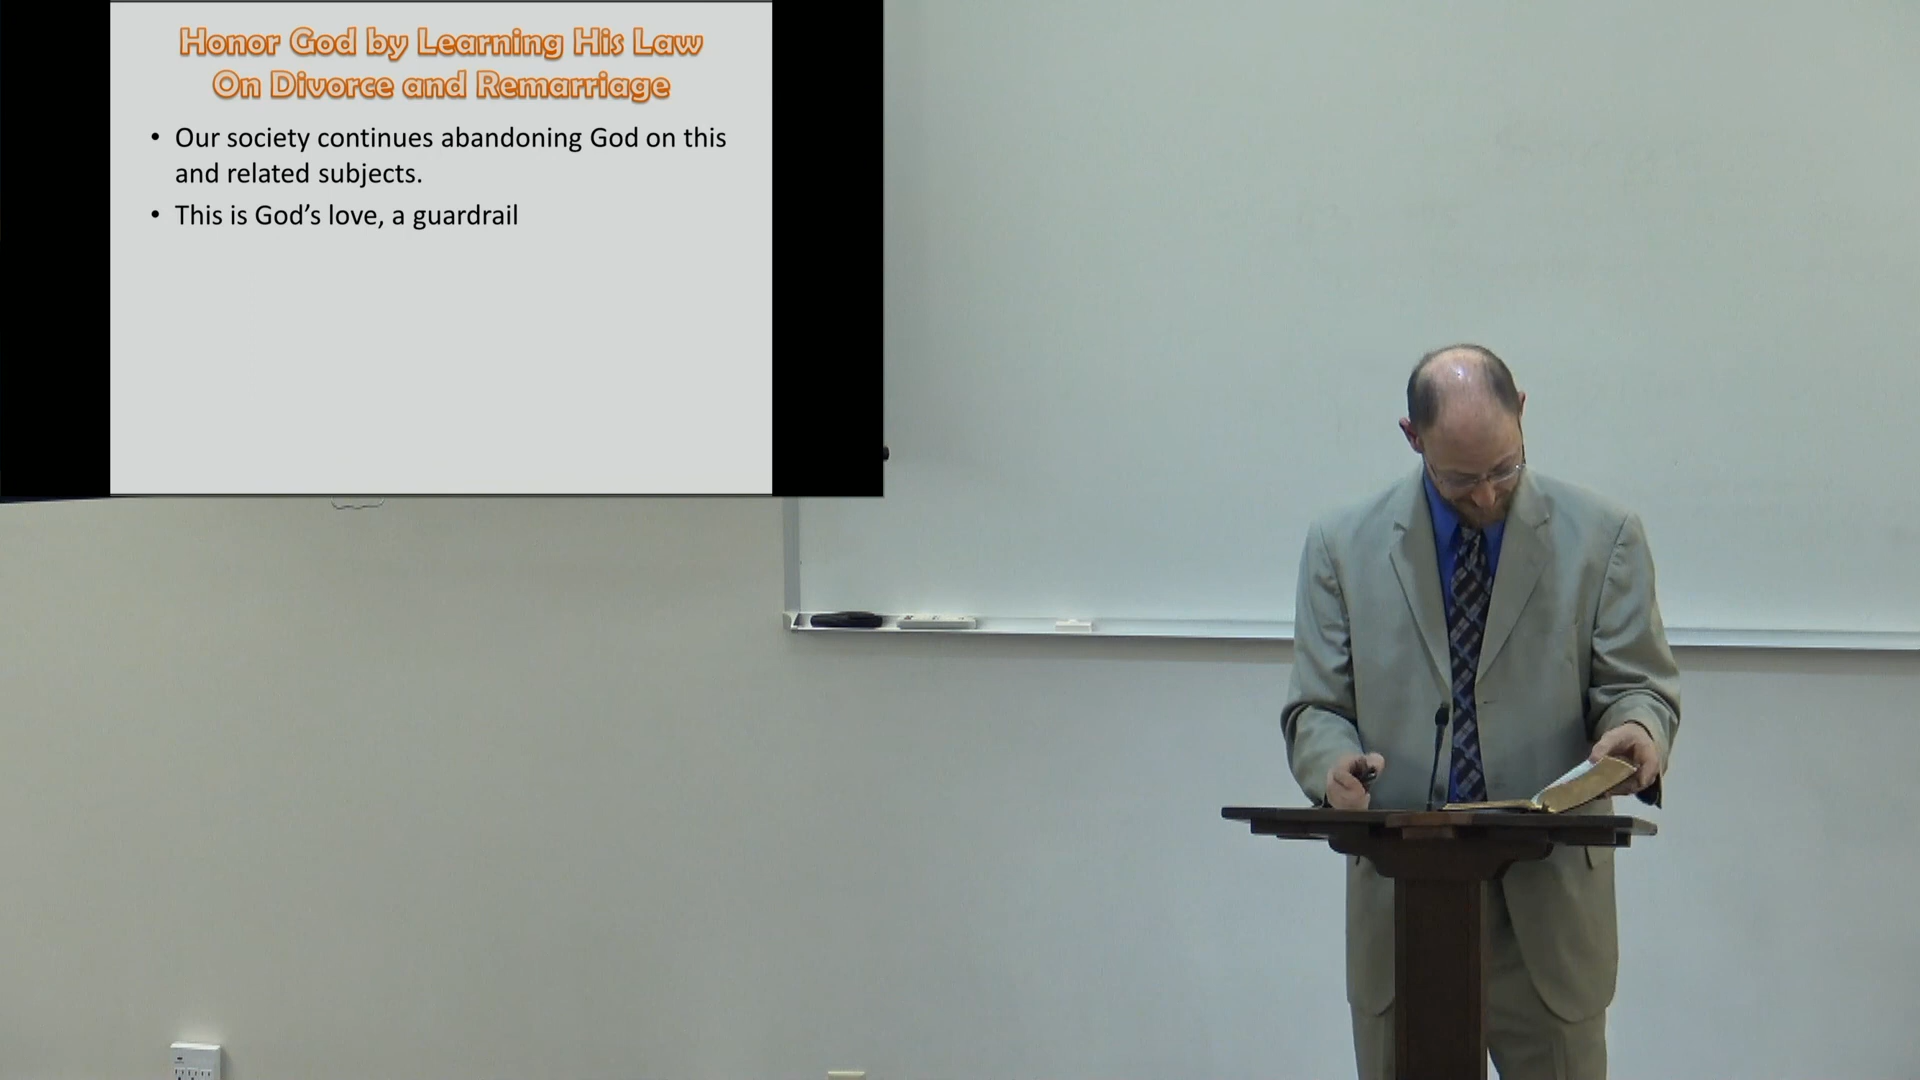 Honor God by Learning His Law
On Divorce and Remarriage
• Our society continues abandoning God on this
and related subjects.
• This is God’s love, a guardrail